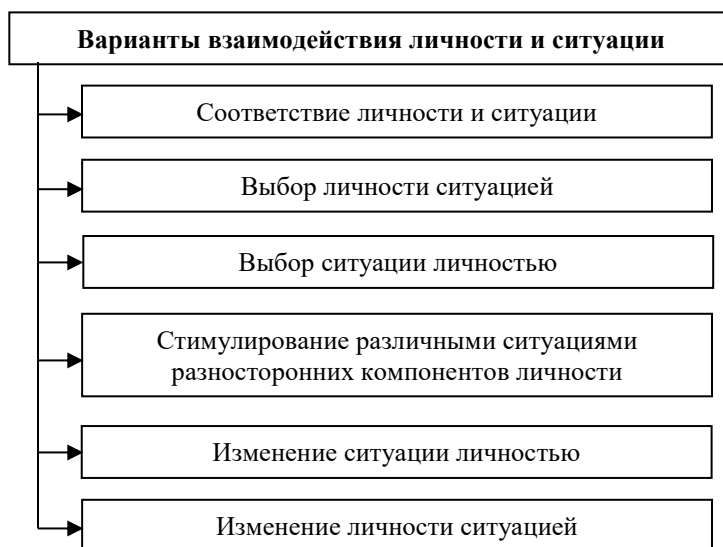 Варианты взаимодействия личности и ситуации
Соответствие личности и ситуации
Выбор личности ситуацией
Выбор ситуации личностью
Стимулирование различными ситуациями
разносторонних компонентов личности
Изменение ситуации личностью
Изменение личности ситуацией